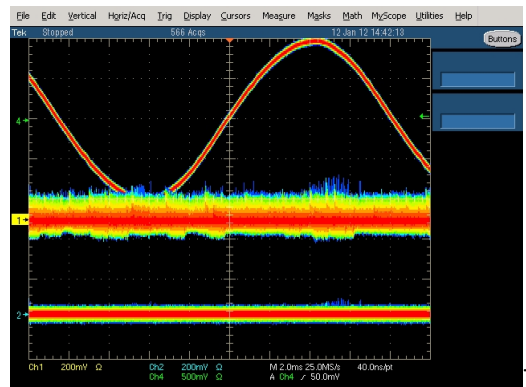 File Edit Vertical Horiz/Acq Trig Display Cursors Measure Masks Math MyScope Utilities Help
Tek Stopped 566 Acqs 12 Jan 12 14:42:13 Buttons
4
1
2
Ch1 200mV Ω Ch2 200mV Ω M 2.0ms 25.0MS/s 40.0ns/pt
Ch4 500mV Ω A Ch4 / 50.0mV